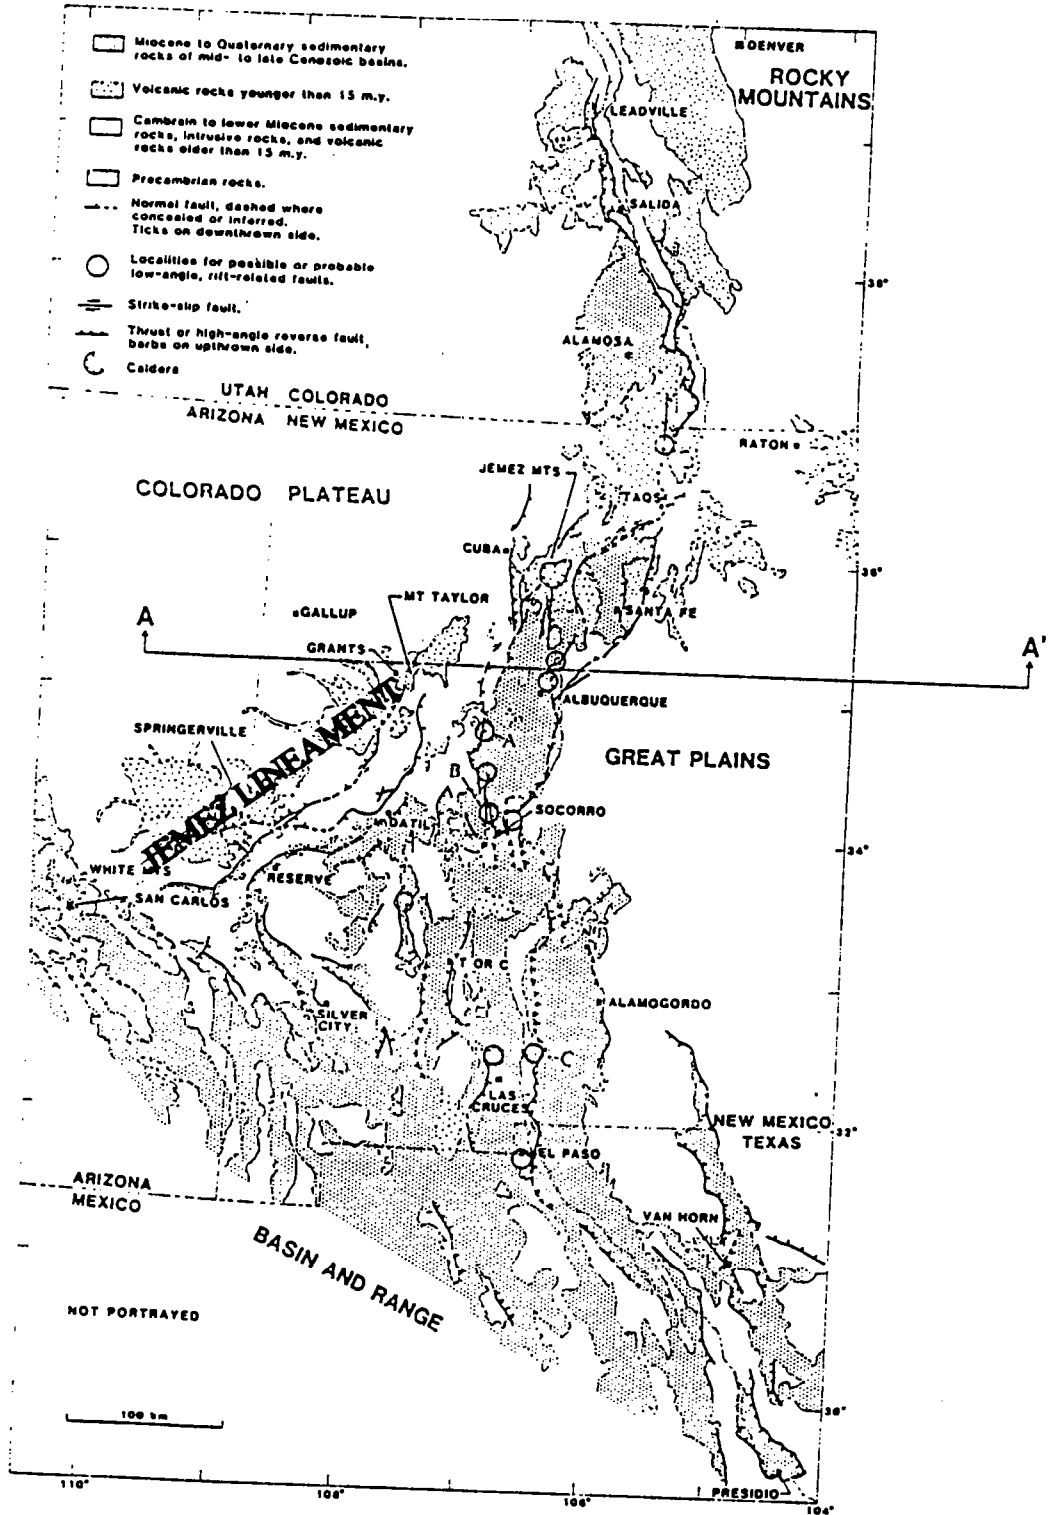 Miocene to Quaternary sedimentary
rocks of mid- to late Cenozoic basins.
Volcanic rocks younger than 15 m.y.
Cambrain to lower Miocene sedimentary
rocks, intrusive rocks, and volcanic
rocks older than 15 m.y.
Precambrian rocks.
Normal fault, dashed where
concealed or inferred.
Ticks on downthrown side.
Localities for possible or probable
low-angle, rift-related faults.
Strike-slip fault.
Thrust or high-angle reverse fault,
barbs on upthrown side.
Caldera
DENVER
ROCKY
MOUNTAINS
LEADVILLE
SALIDA
38°
ALAMOSA
UTAH COLORADO
ARIZONA NEW MEXICO
RATON
JEMEZ MTS
COLORADO PLATEAU
TAOS
CUBA
36°
MT TAYLOR
GALLUP
SANTA FE
A
A'
GRANTS
ALBUQUERQUE
SPRINGERVILLE
JEMEZ LINEAMENT
A
GREAT PLAINS
B
SOCORRO
DATIL
34°
WHITE MTS
RESERVE
SAN CARLOS
T OR C
ALAMOGORDO
SILVER
CITY
C
LAS
CRUCES
NEW MEXICO
32°
TEXAS
EL PASO
ARIZONA
MEXICO
VAN HORN
BASIN AND RANGE
NOT PORTRAYED
100 km
30°
110°
108°
106°
PRESIDIO
104°